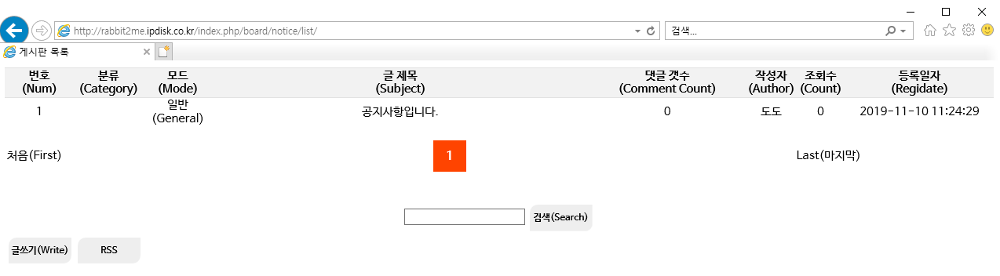 http://rabbit2me.ipdisk.co.kr/index.php/board/notice/list/
검색...
게시판 목록
번호 분류 모드 글 제목 댓글 갯수 작성자 조회수 등록일자
(Num) (Category) (Mode) (Subject) (Comment Count) (Author) (Count) (Regidate)
일반
1 공지사항입니다. 0 도도 0 2019-11-10 11:24:29
(General)
처음(First) 1 Last(마지막)
검색(Search)
글쓰기(Write) RSS